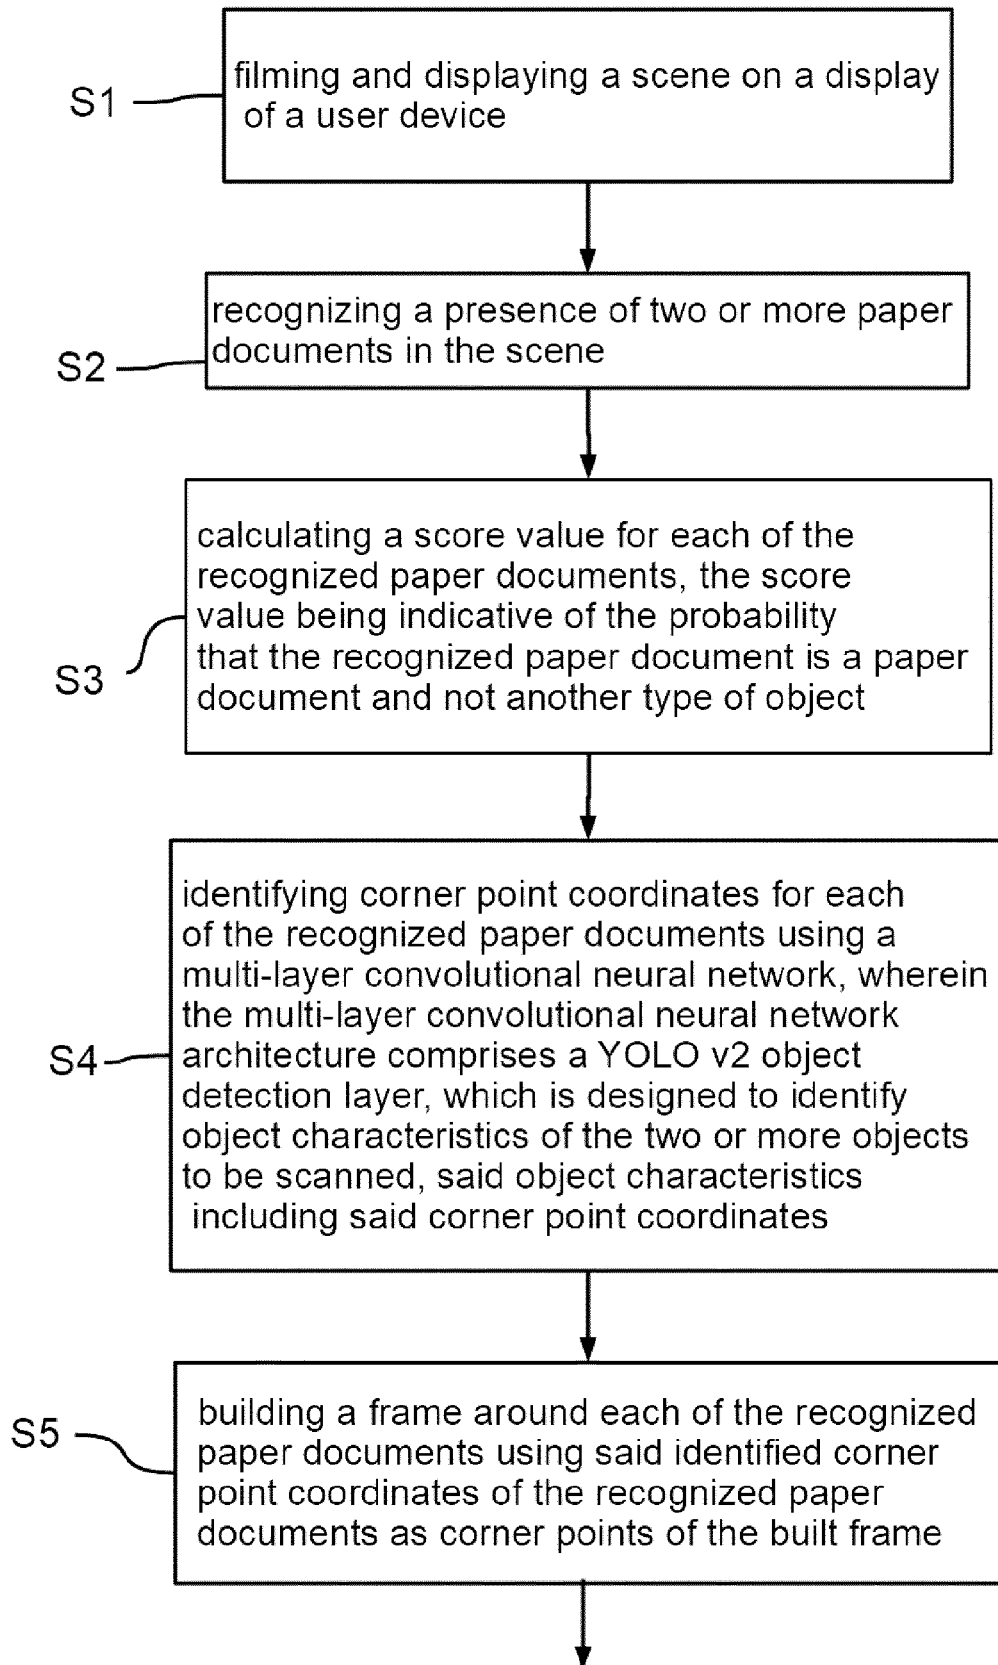 S1
filming and displaying a scene on a display
of a user device
S2
recognizing a presence of two or more paper
documents in the scene
S3
calculating a score value for each of the
recognized paper documents, the score
value being indicative of the probability
that the recognized paper document is a paper
document and not another type of object
S4
identifying corner point coordinates for each
of the recognized paper documents using a
multi-layer convolutional neural network, wherein
the multi-layer convolutional neural network
architecture comprises a YOLO v2 object
detection layer, which is designed to identify
object characteristics of the two or more objects
to be scanned, said object characteristics
including said corner point coordinates
S5
building a frame around each of the recognized
paper documents using said identified corner
point coordinates of the recognized paper
documents as corner points of the built frame